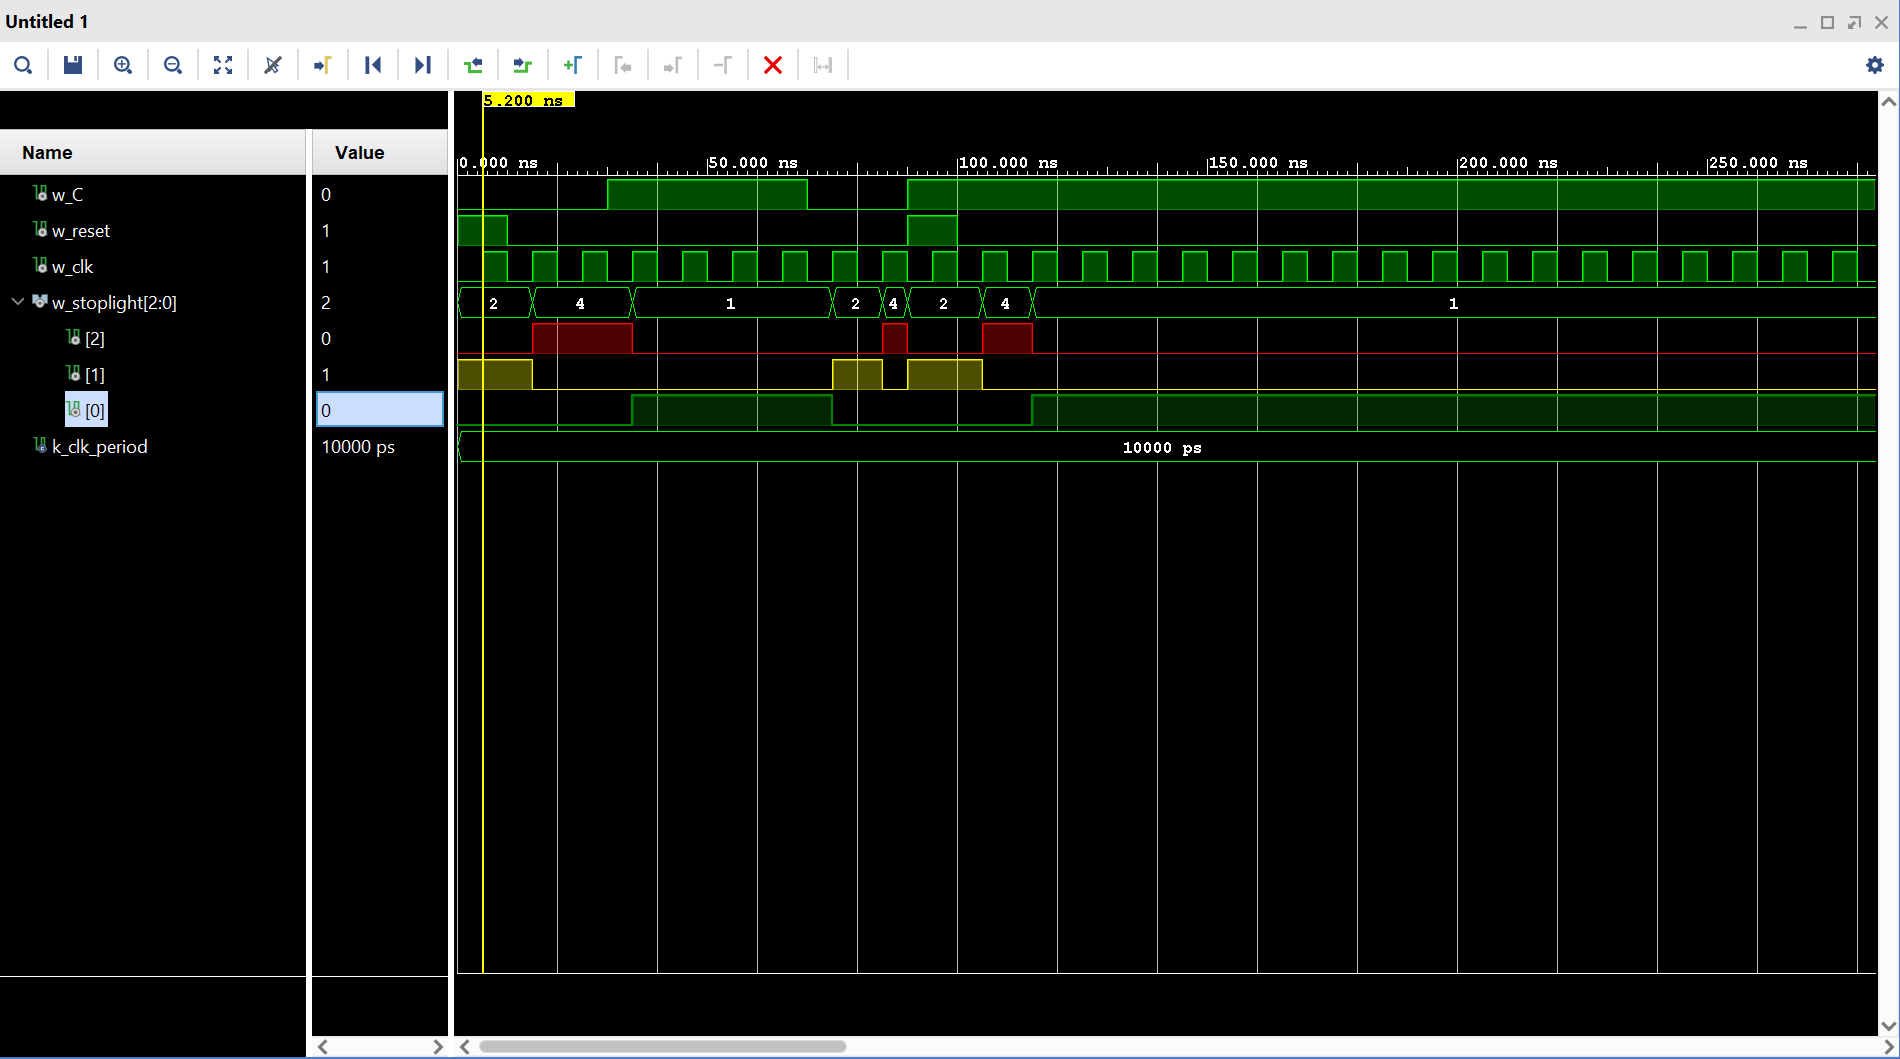 Untitled 1
5.200 ns
Name Value
0.000 ns 50.000 ns 100.000 ns 150.000 ns 200.000 ns 250.000 ns
w_C 0
w_reset 1
w_clk 1
w_stoplight[2:0] 2 2 4 1 2 4 2 4 1
[2] 0
[1] 1
[0] 0
k_clk_period 10000 ps 10000 ps